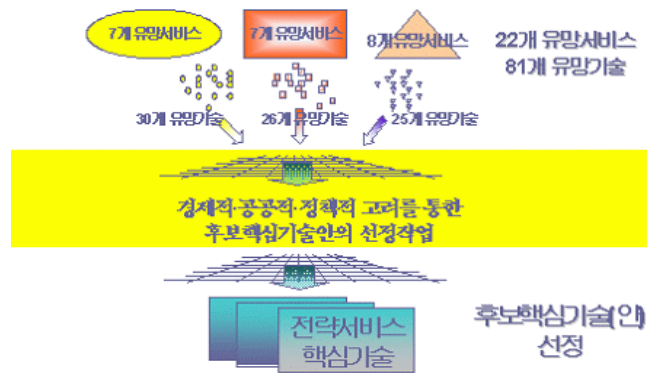 7개 유망서비스
7개 유망서비스
8개 유망서비스
22개 유망서비스
81개 유망기술
30개 유망기술
26개 유망기술
25개 유망기술
경제적·공공적·정책적 고려를 통한
후보핵심기술안의 선정작업
전략서비스
핵심기술
후보핵심기술(안)
선정